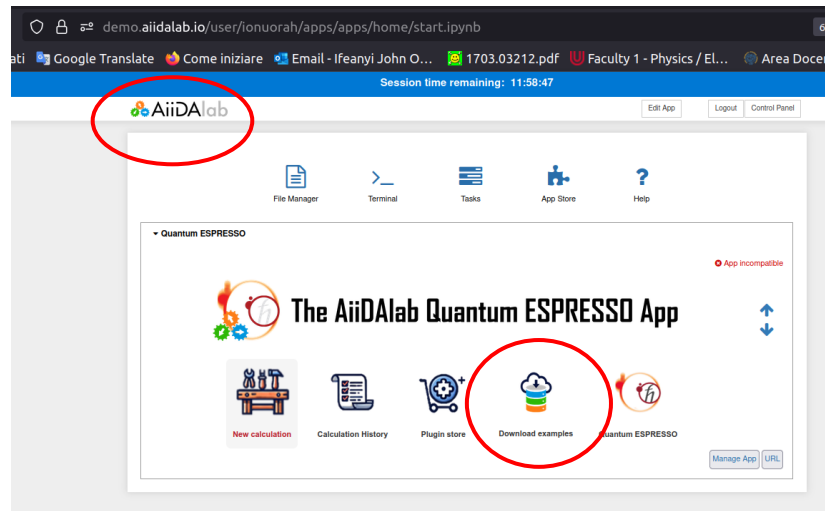 demo.aiidalab.io/user/ionuorah/apps/apps/home/start.ipynb
Google Translate Come iniziare Email - Ifeanyi John O... 1703.03212.pdf Faculty 1 - Physics / El... Area Docen
Session time remaining: 11:58:47
AiiDAlab Edit App Logout Control Panel
File Manager Terminal Tasks App Store Help
Quantum ESPRESSO
App incompatible
The AiiDAlab Quantum ESPRESSO App
New calculation Calculation History Plugin store Download examples Quantum ESPRESSO
Manage App URL